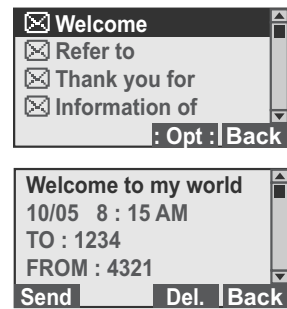 Welcome
Refer to
Thank you for
Information of
: Opt : Back
Welcome to my world
10/05 8 : 15 AM
TO : 1234
FROM : 4321
Send Del. Back